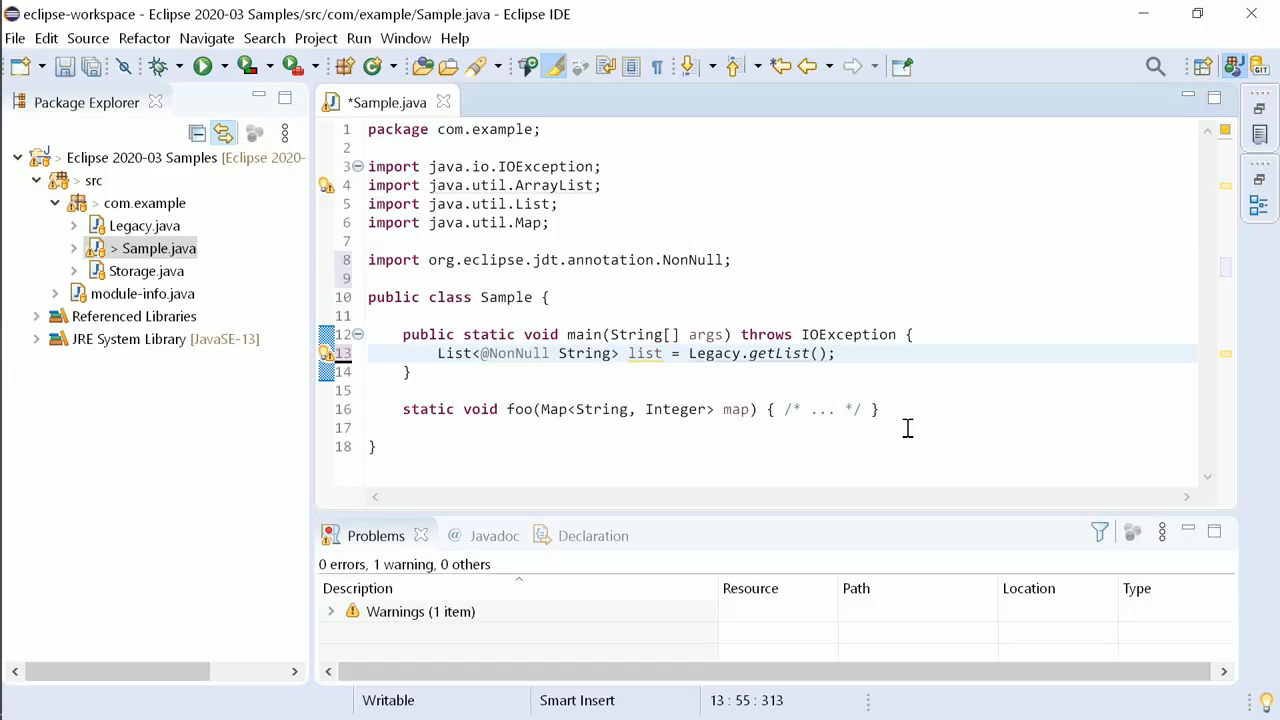 eclipse-workspace - Eclipse 2020-03 Samples/src/com/example/Sample.java - Eclipse IDE
File Edit Source Refactor Navigate Search Project Run Window Help
Package Explorer
> Eclipse 2020-03 Samples [Eclipse 2020-
src
> com.example
Legacy.java
> Sample.java
Storage.java
module-info.java
Referenced Libraries
JRE System Library [JavaSE-13]
*Sample.java
1 package com.example;
2
3 import java.io.IOException;
4 import java.util.ArrayList;
5 import java.util.List;
6 import java.util.Map;
7
8 import org.eclipse.jdt.annotation.NonNull;
9
10 public class Sample {
11
12 public static void main(String[] args) throws IOException {
13 List<@NonNull String> list = Legacy.getList();
14 }
15
16 static void foo(Map<String, Integer> map) { /* ... */ }
17
18 }
Problems @ Javadoc Declaration
0 errors, 1 warning, 0 others
Description Resource Path Location Type
Warnings (1 item)
Writable Smart Insert 13 : 55 : 313
GIT